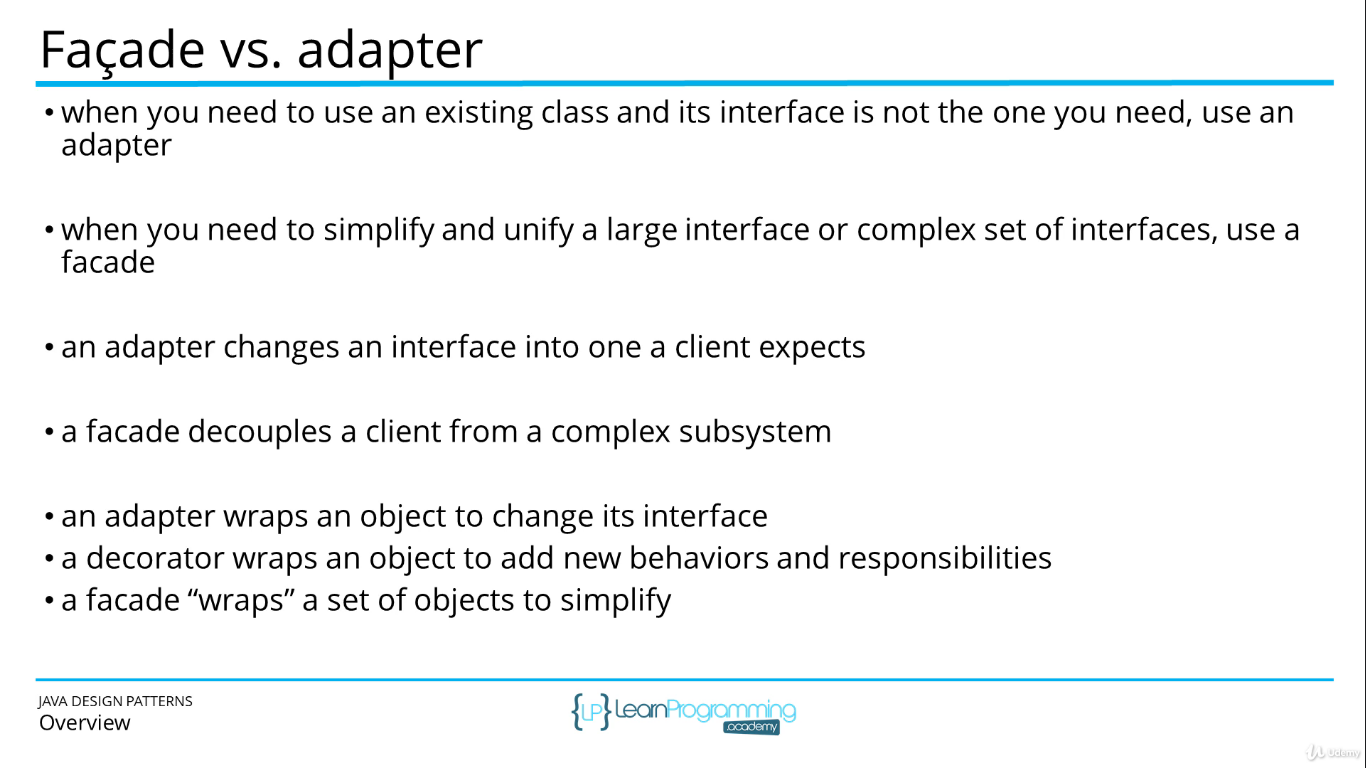 Façade vs. adapter
• when you need to use an existing class and its interface is not the one you need, use an
adapter
• when you need to simplify and unify a large interface or complex set of interfaces, use a
facade
• an adapter changes an interface into one a client expects
• a facade decouples a client from a complex subsystem
• an adapter wraps an object to change its interface
• a decorator wraps an object to add new behaviors and responsibilities
• a facade “wraps” a set of objects to simplify
JAVA DESIGN PATTERNS
Overview
{LP} LearnProgramming
.academy
Udemy